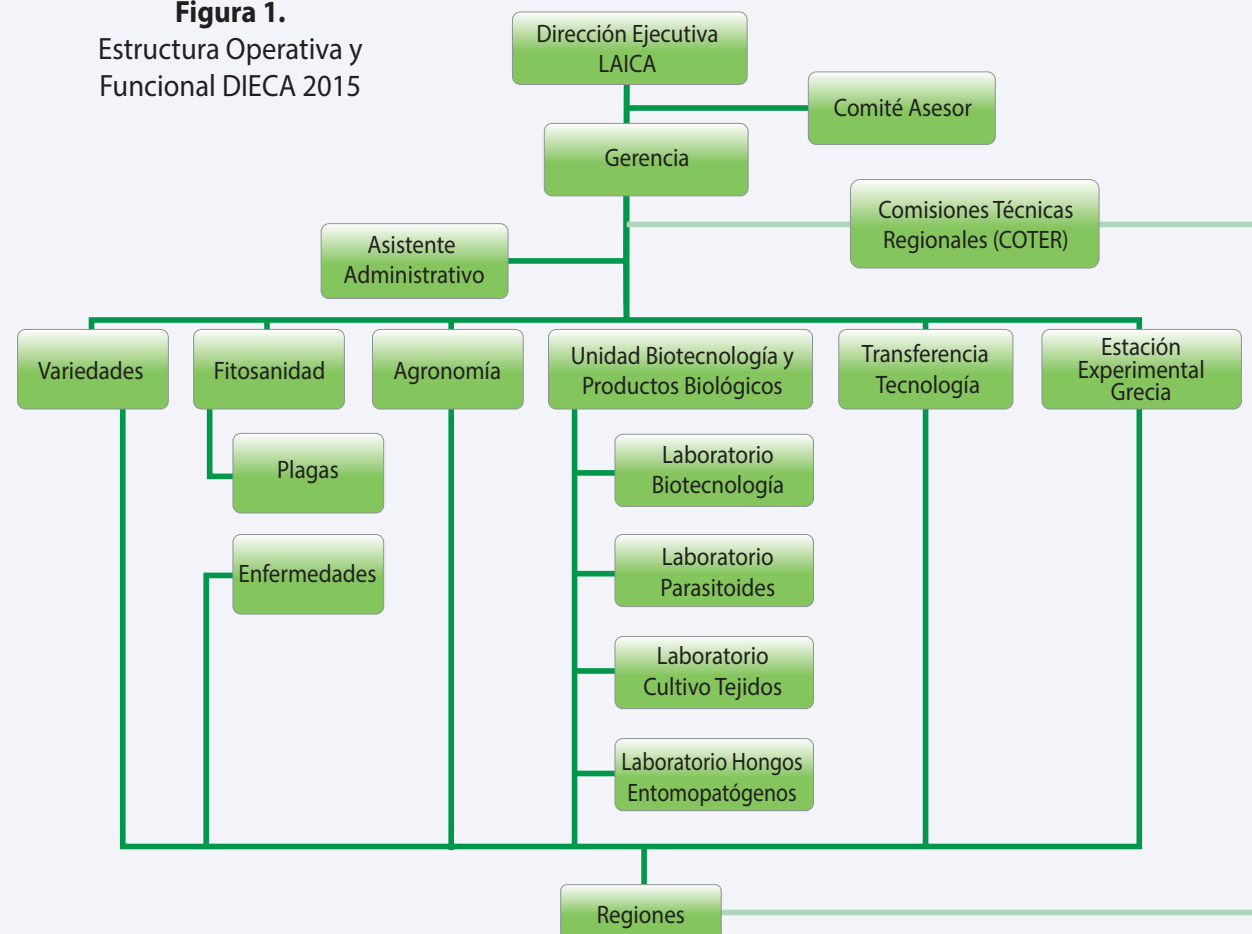 Figura 1.
Estructura Operativa y
Funcional DIECA 2015
Dirección Ejecutiva
LAICA
Comité Asesor
Gerencia
Comisiones Técnicas
Regionales (COTER)
Asistente
Administrativo
Variedades
Fitosanidad
Agronomía
Unidad Biotecnología y
Productos Biológicos
Transferencia
Tecnología
Estación
Experimental
Grecia
Plagas
Enfermedades
Laboratorio
Biotecnología
Laboratorio
Parasitoides
Laboratorio
Cultivo Tejidos
Laboratorio Hongos
Entomopatógenos
Regiones